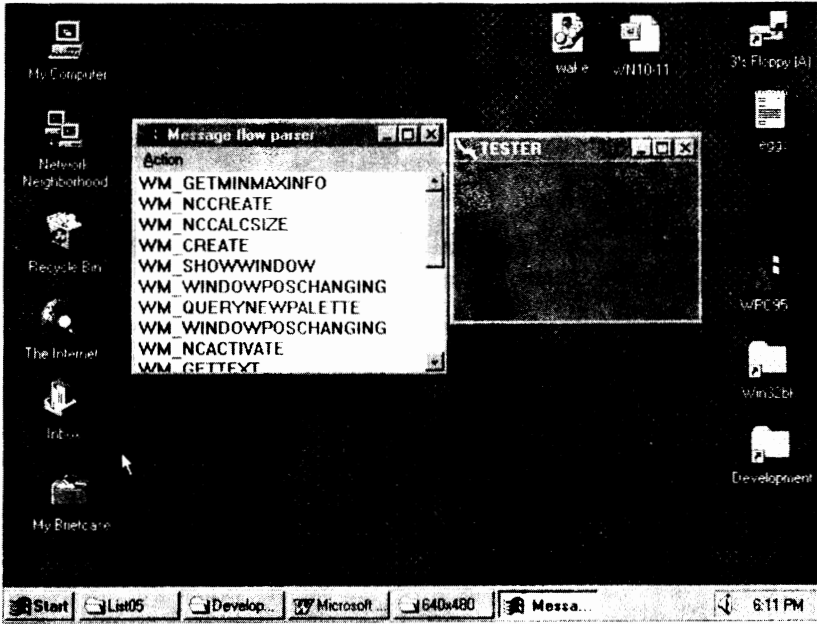 My Computer
Network
Neighborhood
Recycle Bin
The Internet
Inbox
My Briefcase
Message flow parser
Action
WM_GETMINMAXINFO
WM_NCCREATE
WM_NCCALCSIZE
WM_CREATE
WM_SHOWWINDOW
WM_WINDOWPOSCHANGING
WM_QUERYNEWPALETTE
WM_WINDOWPOSCHANGING
WM_NCACTIVATE
WM_GETTEXT
TESTER
wN10-11
3½ Floppy (A)
WPC95
Win32bk
Development
Start
List05
Develop...
Microsoft ...
640x480
Messa...
6:11 PM